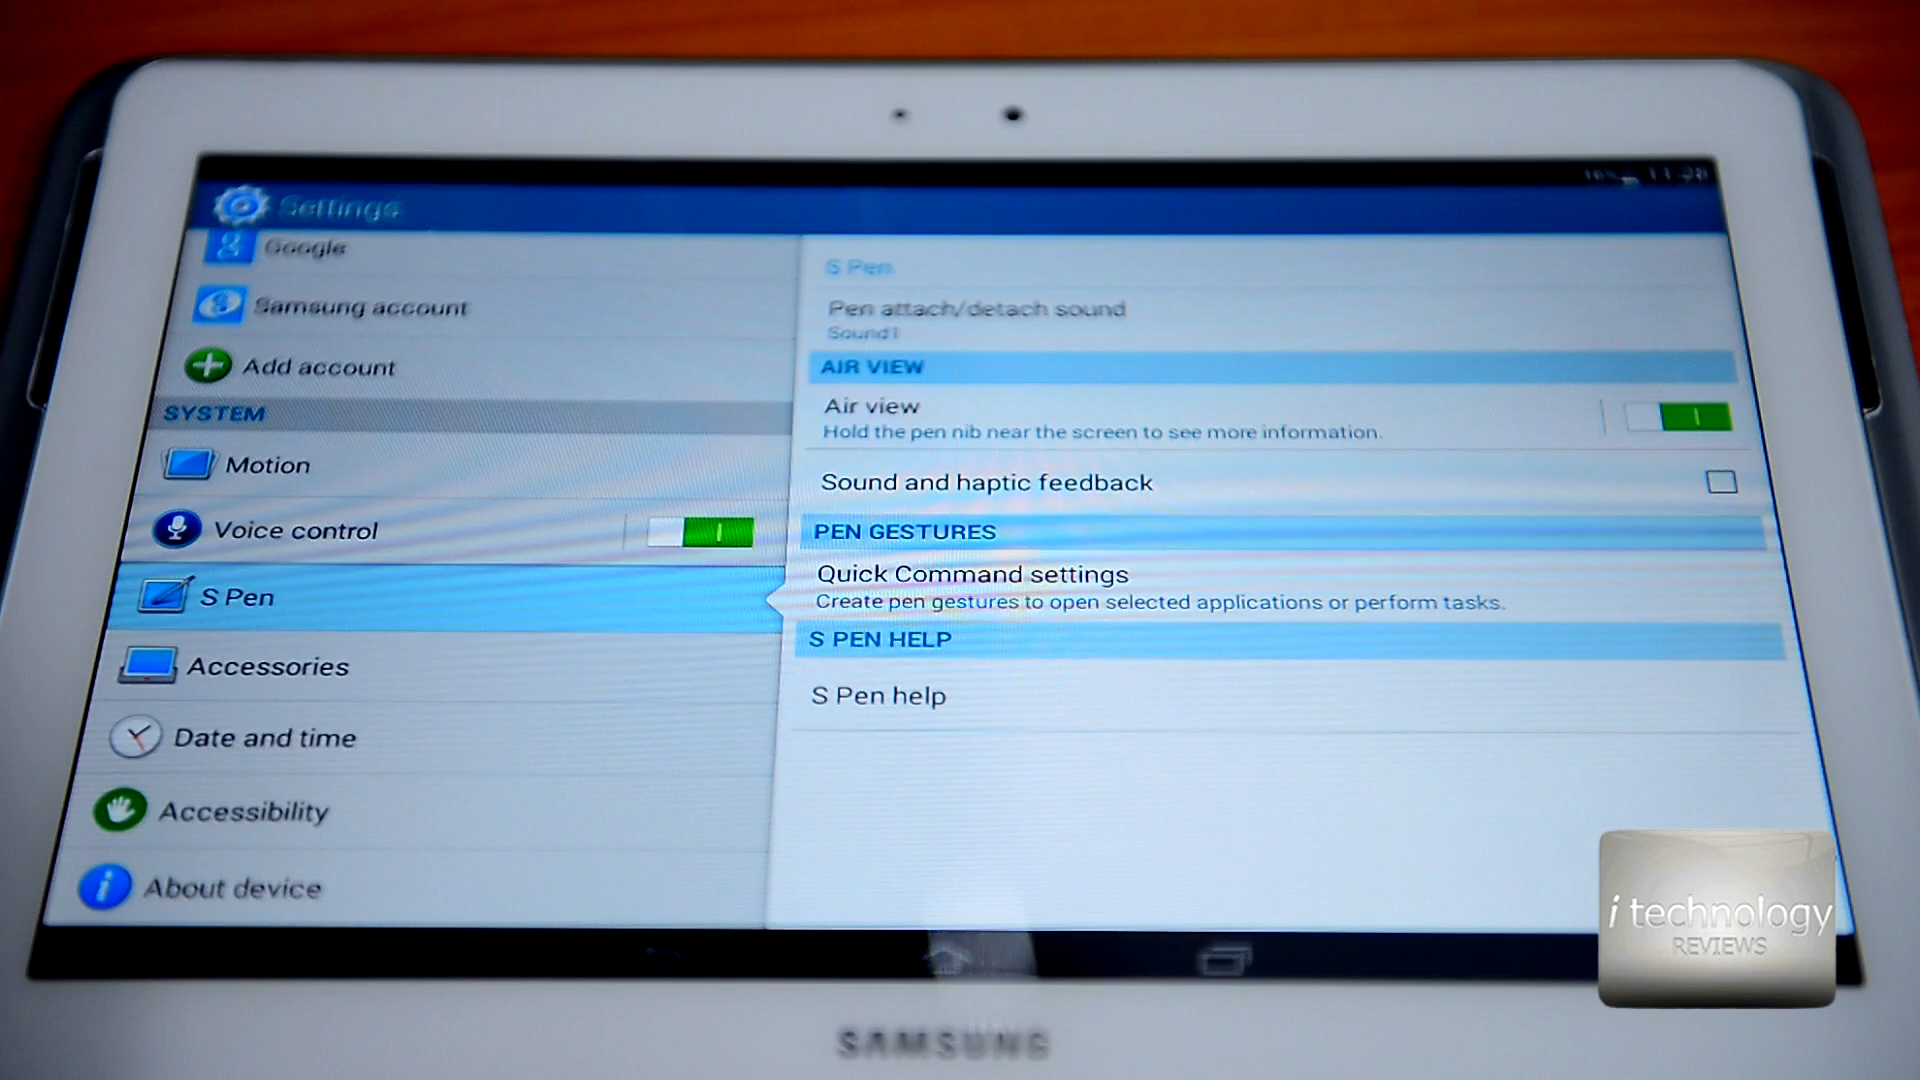 Settings
Google
Samsung account
Add account
SYSTEM
Motion
Voice control
S Pen
Accessories
Date and time
Accessibility
About device
S Pen
Pen attach/detach sound
Sound1
AIR VIEW
Air view
Hold the pen nib near the screen to see more information.
Sound and haptic feedback
PEN GESTURES
Quick Command settings
Create pen gestures to open selected applications or perform tasks.
S PEN HELP
S Pen help
i technology
REVIEWS
SAMSUNG